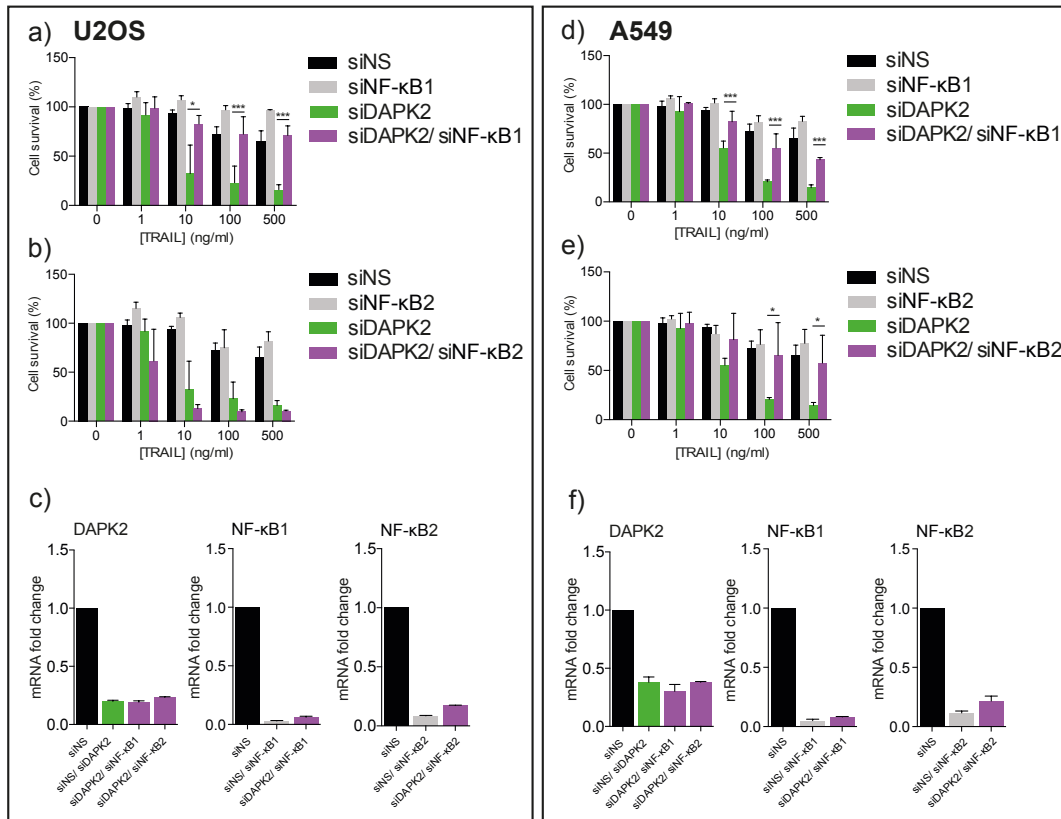 a) U2OS
siNS
siNF-κB1
siDAPK2
siDAPK2/ siNF-κB1
Cell survival (%)
150
100
50
0
* *** ***
0 1 10 100 500
[TRAIL] (ng/ml)
b)
siNS
siNF-κB2
siDAPK2
siDAPK2/ siNF-κB2
Cell survival (%)
150
100
50
0
0 1 10 100 500
[TRAIL] (ng/ml)
c)
DAPK2
mRNA fold change
1.5
1.0
0.5
0.0
siNS
siNS/ siDAPK2
siDAPK2/ siNF-κB1
siDAPK2/ siNF-κB2
NF-κB1
mRNA fold change
1.5
1.0
0.5
0.0
siNS
siNS/ siNF-κB1
siDAPK2/ siNF-κB1
NF-κB2
mRNA fold change
1.5
1.0
0.5
0.0
siNS
siNS/ siNF-κB2
siDAPK2/ siNF-κB2
d) A549
siNS
siNF-κB1
siDAPK2
siDAPK2/ siNF-κB1
Cell survival (%)
150
100
50
0
*** *** ***
0 1 10 100 500
[TRAIL] (ng/ml)
e)
siNS
siNF-κB2
siDAPK2
siDAPK2/ siNF-κB2
Cell survival (%)
150
100
50
0
* *
0 1 10 100 500
[TRAIL] (ng/ml)
f)
DAPK2
mRNA fold change
1.5
1.0
0.5
0.0
siNS
siNS/ siDAPK2
siDAPK2/ siNF-κB1
siDAPK2/ siNF-κB2
NF-κB1
mRNA fold change
1.5
1.0
0.5
0.0
siNS
siNS/ siNF-κB1
siDAPK2/ siNF-κB1
NF-κB2
mRNA fold change
1.5
1.0
0.5
0.0
siNS
siNS/ siNF-κB2
siDAPK2/ siNF-κB2